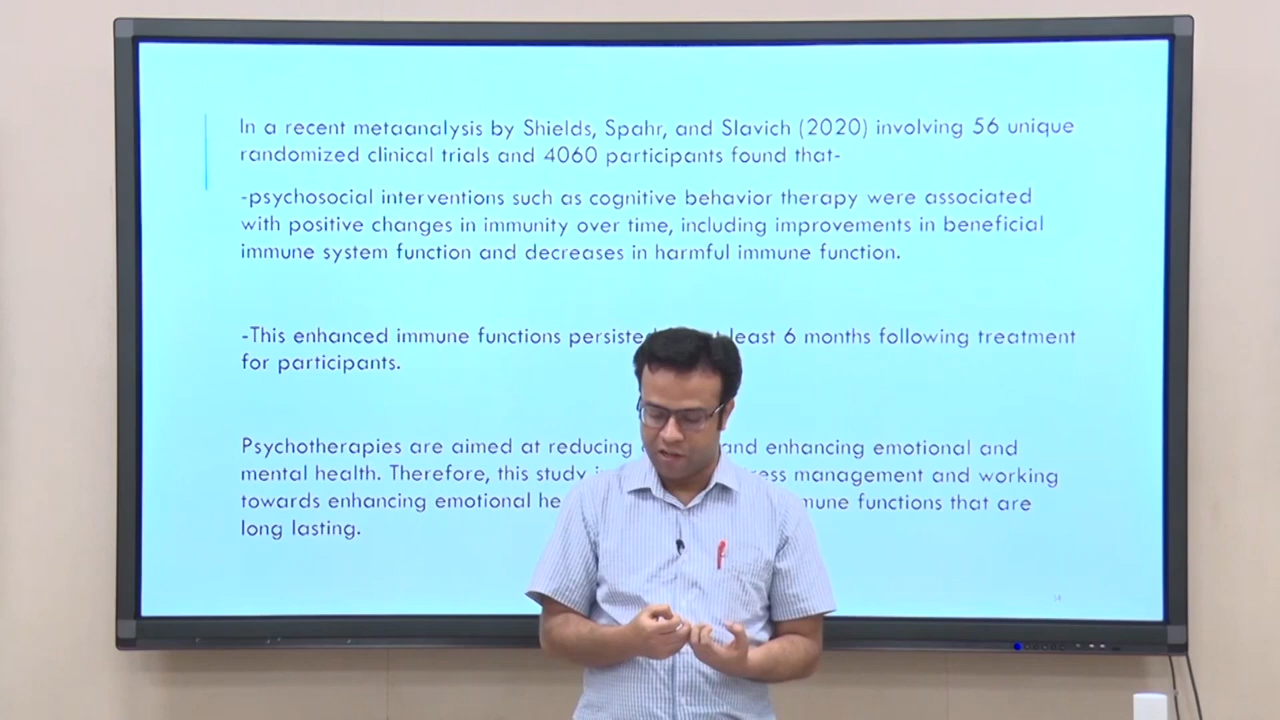 In a recent metaanalysis by Shields, Spahr, and Slavich (2020) involving 56 unique
randomized clinical trials and 4060 participants found that-
-psychosocial interventions such as cognitive behavior therapy were associated
with positive changes in immunity over time, including improvements in beneficial
immune system function and decreases in harmful immune function.
-This enhanced immune functions least 6 months following treatment
for participants.
Psychotherapies are aimed at reducing and enhancing emotional and
mental health. Therefore, this study management and working
towards enhancing emotional functions that are
long lasting.